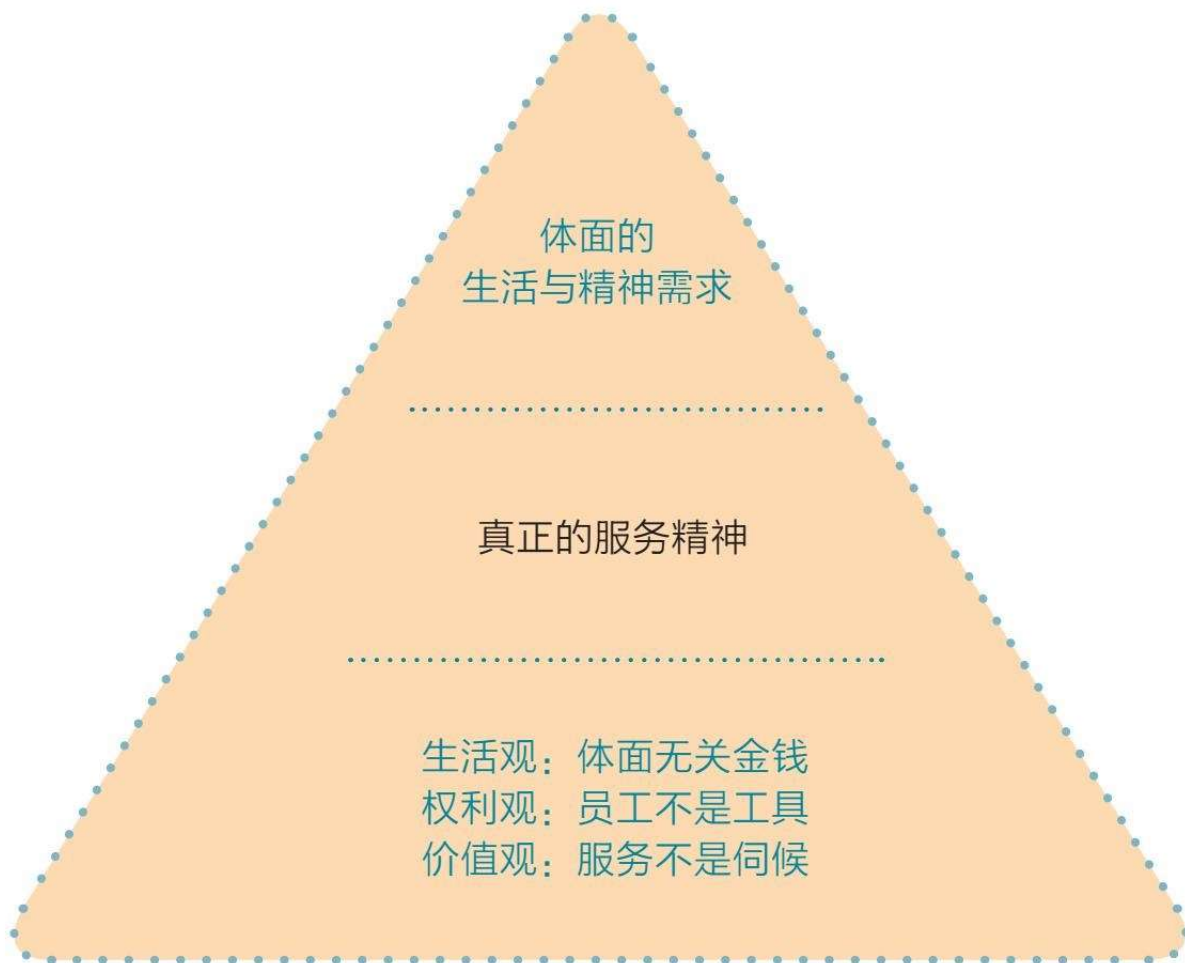 体面的
生活与精神需求
真正的服务精神
生活观：体面无关金钱
权利观：员工不是工具
价值观：服务不是伺候